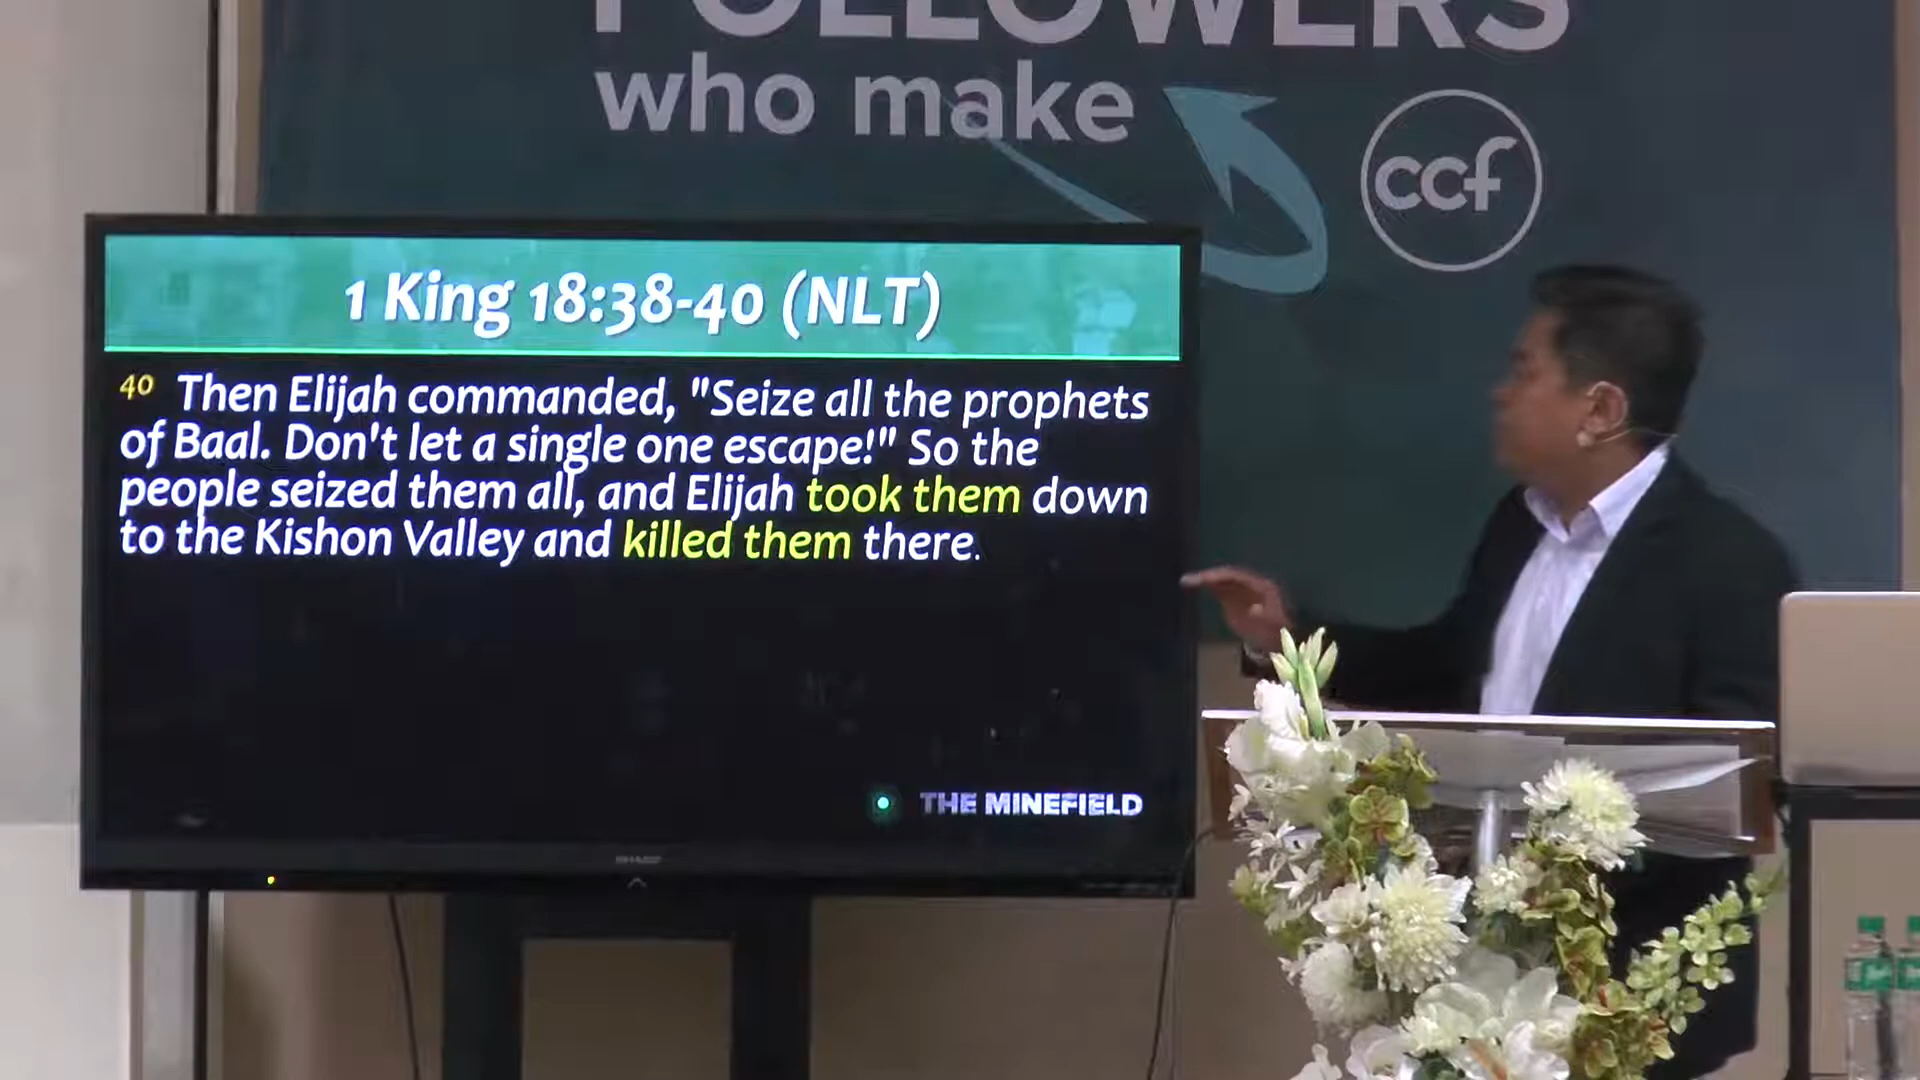 FOLLOWERS
who make
ccf
1 King 18:38-40 (NLT)
40 Then Elijah commanded, "Seize all the prophets
of Baal. Don't let a single one escape!" So the
people seized them all, and Elijah took them down
to the Kishon Valley and killed them there.
THE MINEFIELD
SHARP